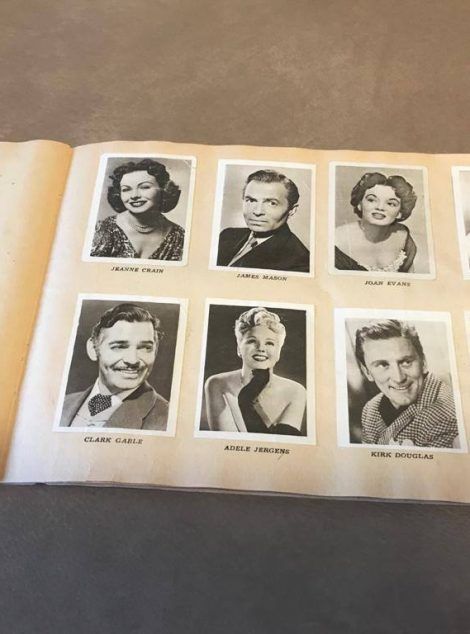 JEANNE CRAIN
JAMES MASON
JOAN EVANS
CLARK GABLE
ADELE JERGENS
KIRK DOUGLAS